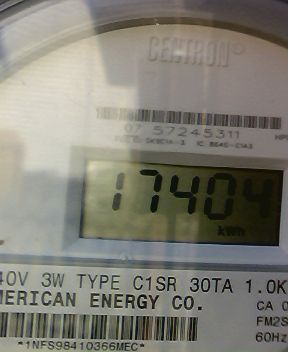 CENTRON®
07 57245311
17404
kWh
40V 3W TYPE C1SR 30TA 1.0K
MERICAN ENERGY CO.
CA 0
FM2S
60Hz
*1NFS98410366MEC*